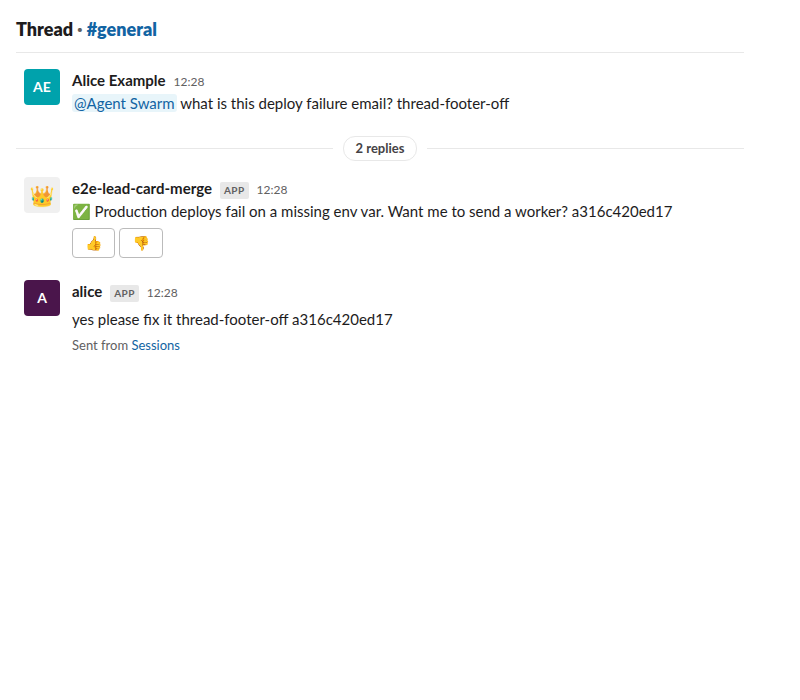 Thread • #general
AE
Alice Example 12:28
@Agent Swarm what is this deploy failure email? thread-footer-off
2 replies
e2e-lead-card-merge APP 12:28
✅ Production deploys fail on a missing env var. Want me to send a worker? a316c420ed17
👍 👎
A
alice APP 12:28
yes please fix it thread-footer-off a316c420ed17
Sent from Sessions